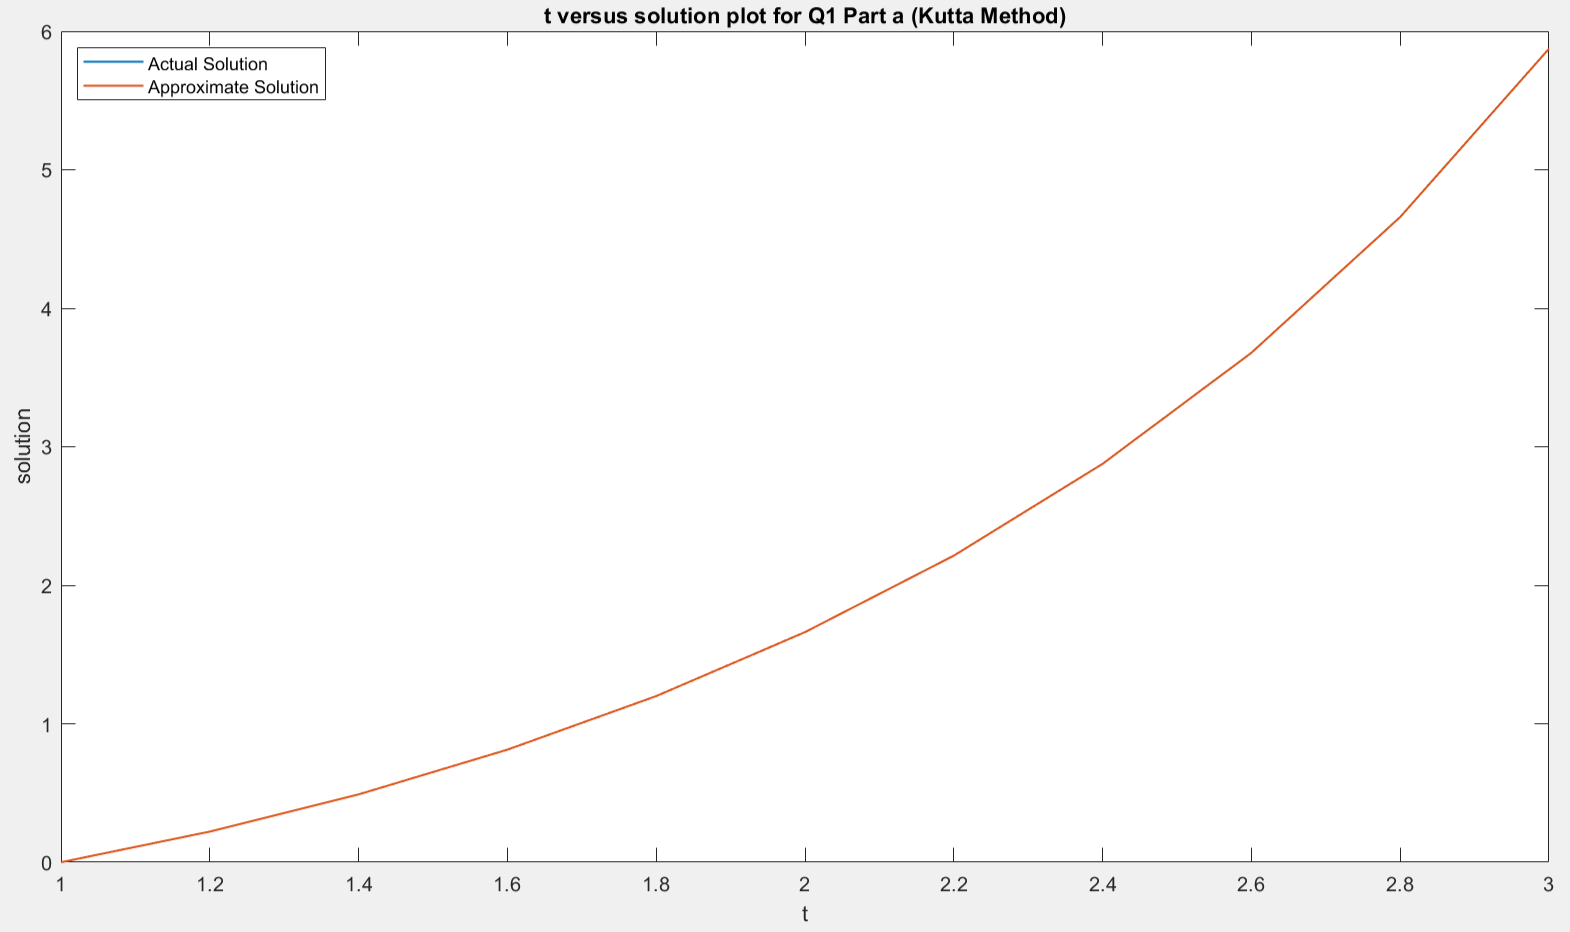 t versus solution plot for Q1 Part a (Kutta Method)
Actual Solution
Approximate Solution
6
5
4
3
2
1
0
solution
1 1.2 1.4 1.6 1.8 2 2.2 2.4 2.6 2.8 3
t